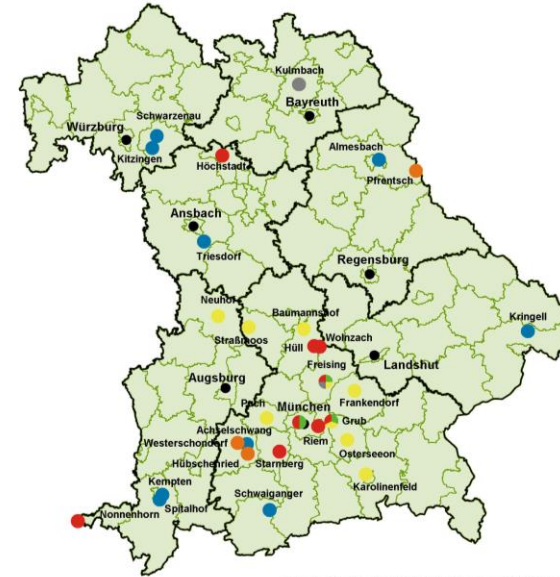 Kulmbach
Bayreuth
Schwarzenau
Würzburg
Kitzingen
Höchstadt
Almesbach
Pfrentsch
Ansbach
Triesdorf
Regensburg
Neuhof
Baumannshof
Straßmoos
Kringell
Hüll
Wolnzach
Landshut
Freising
Augsburg
Frankendorf
Puch
München
Grub
Achselschwang
Riem
Westerschondorf
Osterseeon
Hübschenried
Starnberg
Karolinenfeld
Kempten
Schwaiganger
Nonnenhorn
Spitalhof